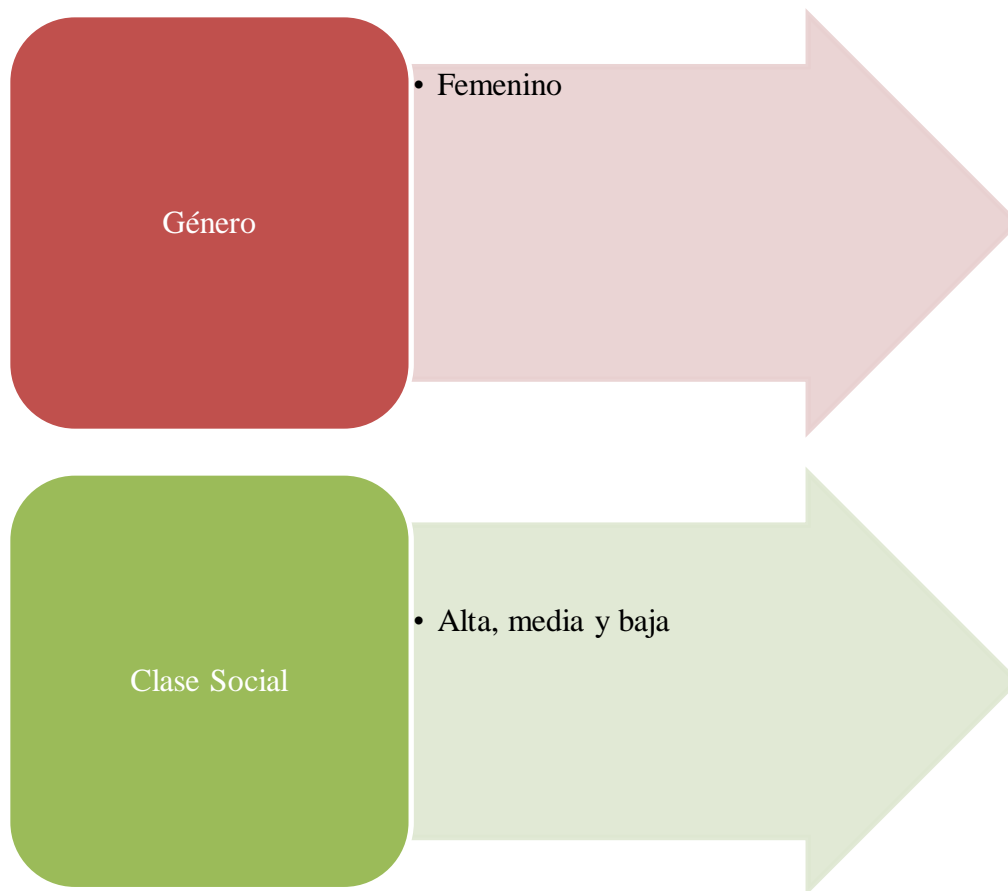 Género
• Femenino
Clase Social
• Alta, media y baja